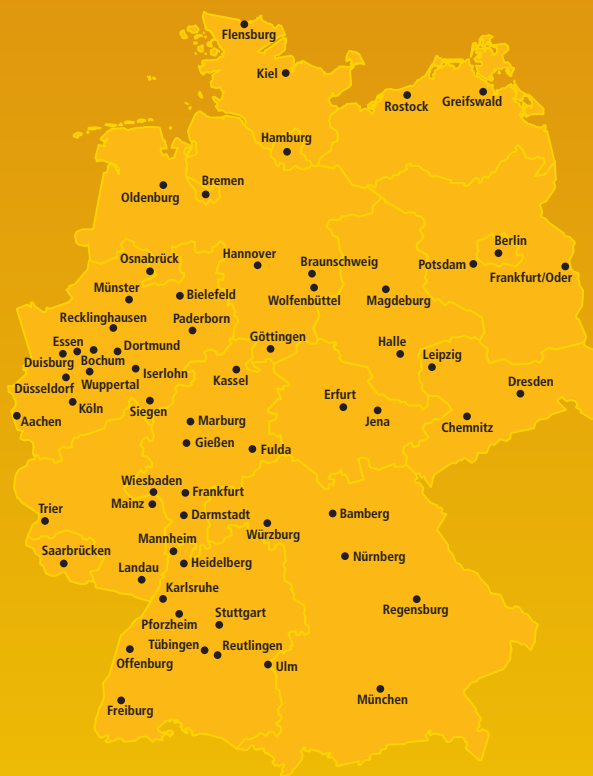 Flensburg
Kiel
Rostock
Greifswald
Hamburg
Bremen
Oldenburg
Berlin
Hannover
Osnabrück
Braunschweig
Potsdam
Frankfurt/Oder
Münster
Bielefeld
Wolfenbüttel
Magdeburg
Recklinghausen
Paderborn
Göttingen
Essen
Dortmund
Halle
Leipzig
Duisburg
Bochum
Iserlohn
Kassel
Wuppertal
Düsseldorf
Dresden
Erfurt
Köln
Siegen
Aachen
Marburg
Jena
Chemnitz
Gießen
Fulda
Wiesbaden
Frankfurt
Mainz
Trier
Darmstadt
Bamberg
Würzburg
Mannheim
Saarbrücken
Nürnberg
Landau
Heidelberg
Karlsruhe
Regensburg
Stuttgart
Pforzheim
Tübingen
Reutlingen
Offenburg
Ulm
München
Freiburg